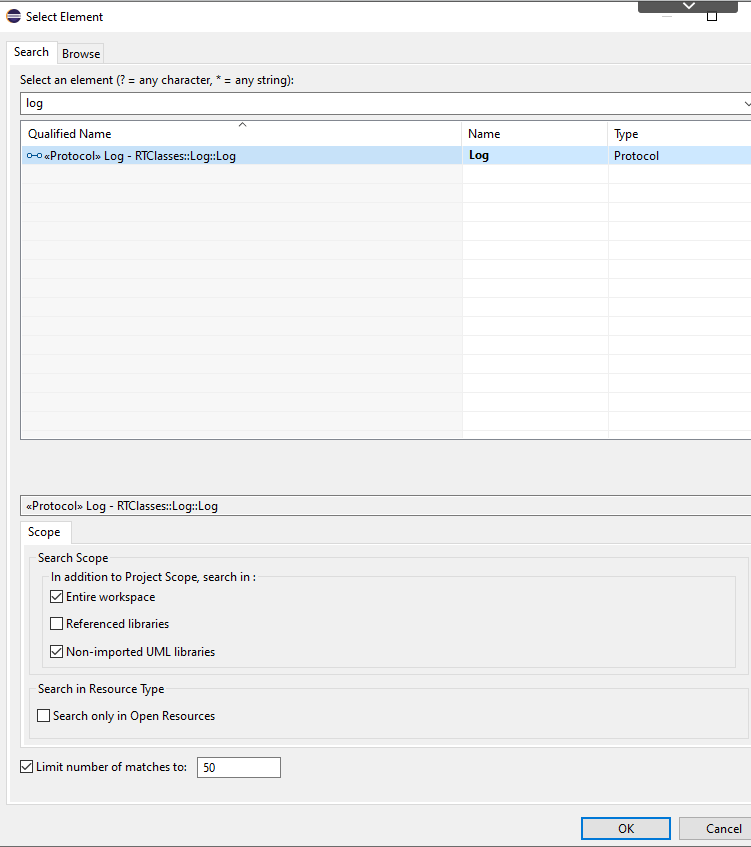 Select Element
Search Browse
Select an element (? = any character, * = any string):
log
Qualified Name Name Type
«Protocol» Log - RTClasses::Log::Log Log Protocol
«Protocol» Log - RTClasses::Log::Log
Scope
Search Scope
In addition to Project Scope, search in :
Entire workspace
Referenced libraries
Non-imported UML libraries
Search in Resource Type
Search only in Open Resources
Limit number of matches to: 50
OK Cancel